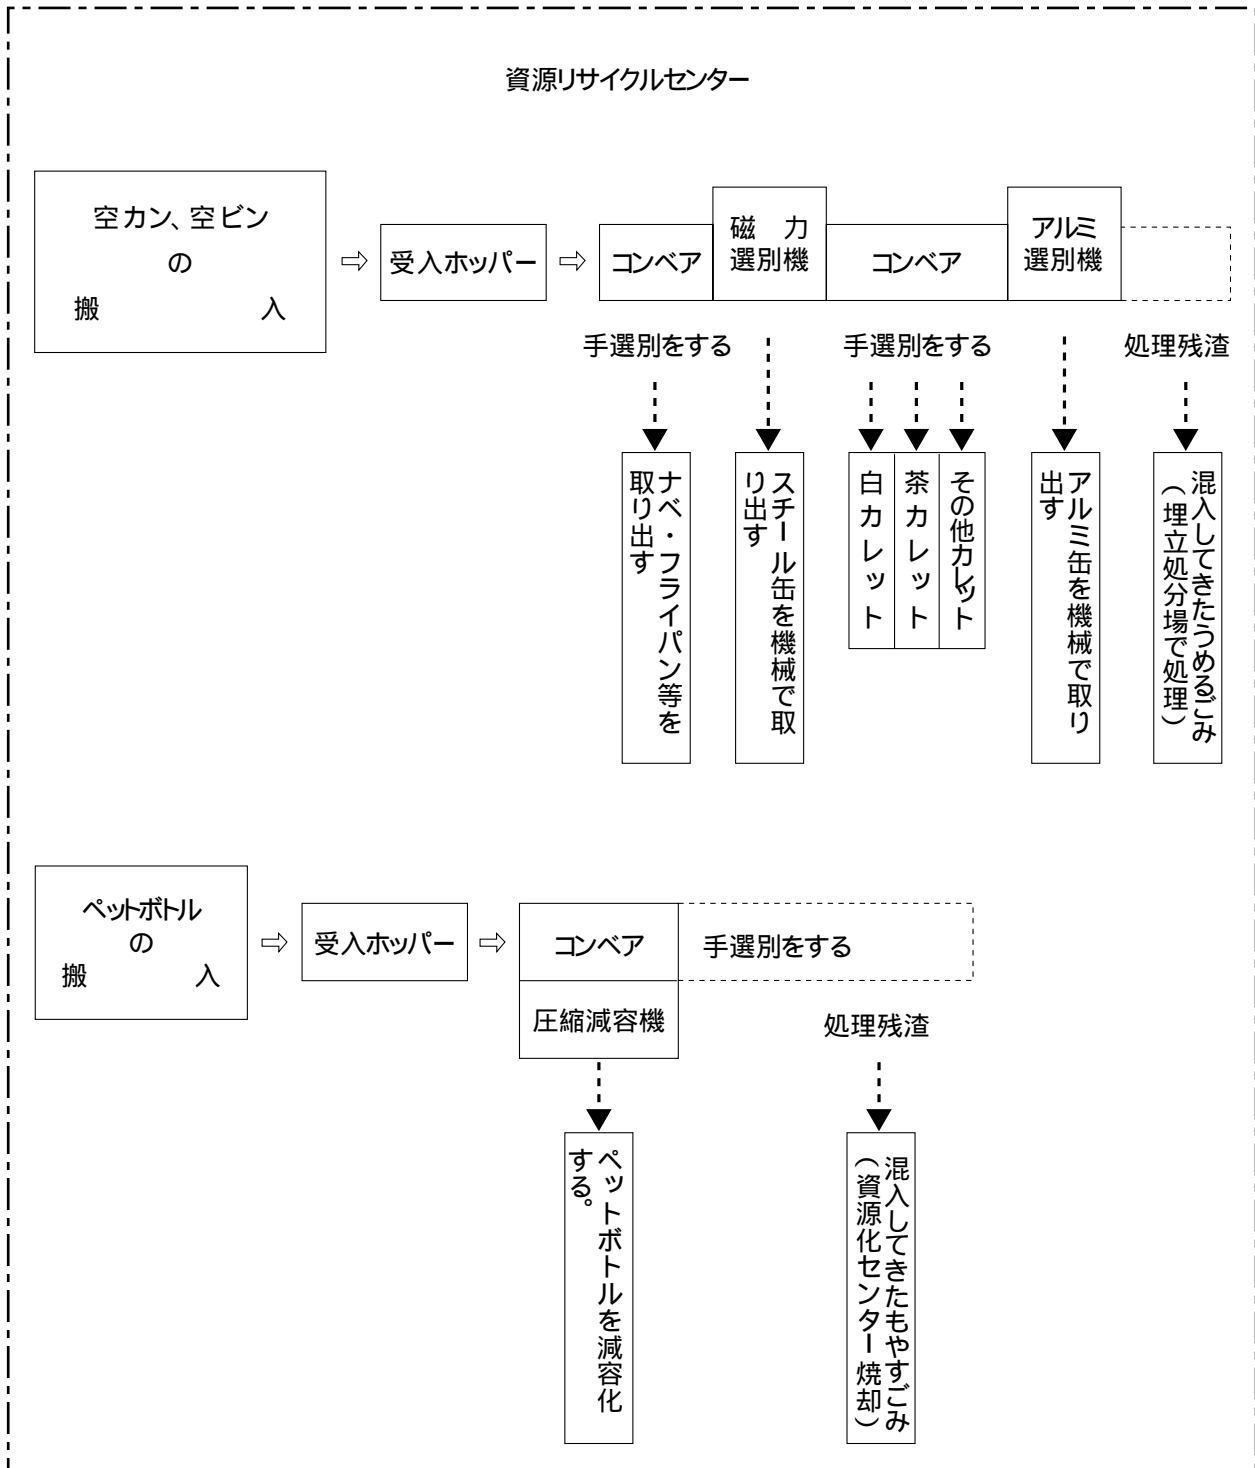 資源リサイクルセンター
空カン、空ビン
の
搬 入
受入ホッパー
コンベア
磁 力
選別機
コンベア
アルミ
選別機
手選別をする
手選別をする
処理残渣
ナベ・フライパン等を
取り出す
スチール缶を機械で取
り出す
白カレット
茶カレット
その他カレット
アルミ缶を機械で取り
出す
混入してきたうめるごみ
(埋立処分場で処理)
ペットボトル
の
搬 入
受入ホッパー
コンベア
手選別をする
圧縮減容機
処理残渣
ペットボトルを減容化
する。
混入してきたもやすごみ
(資源化センター焼却)